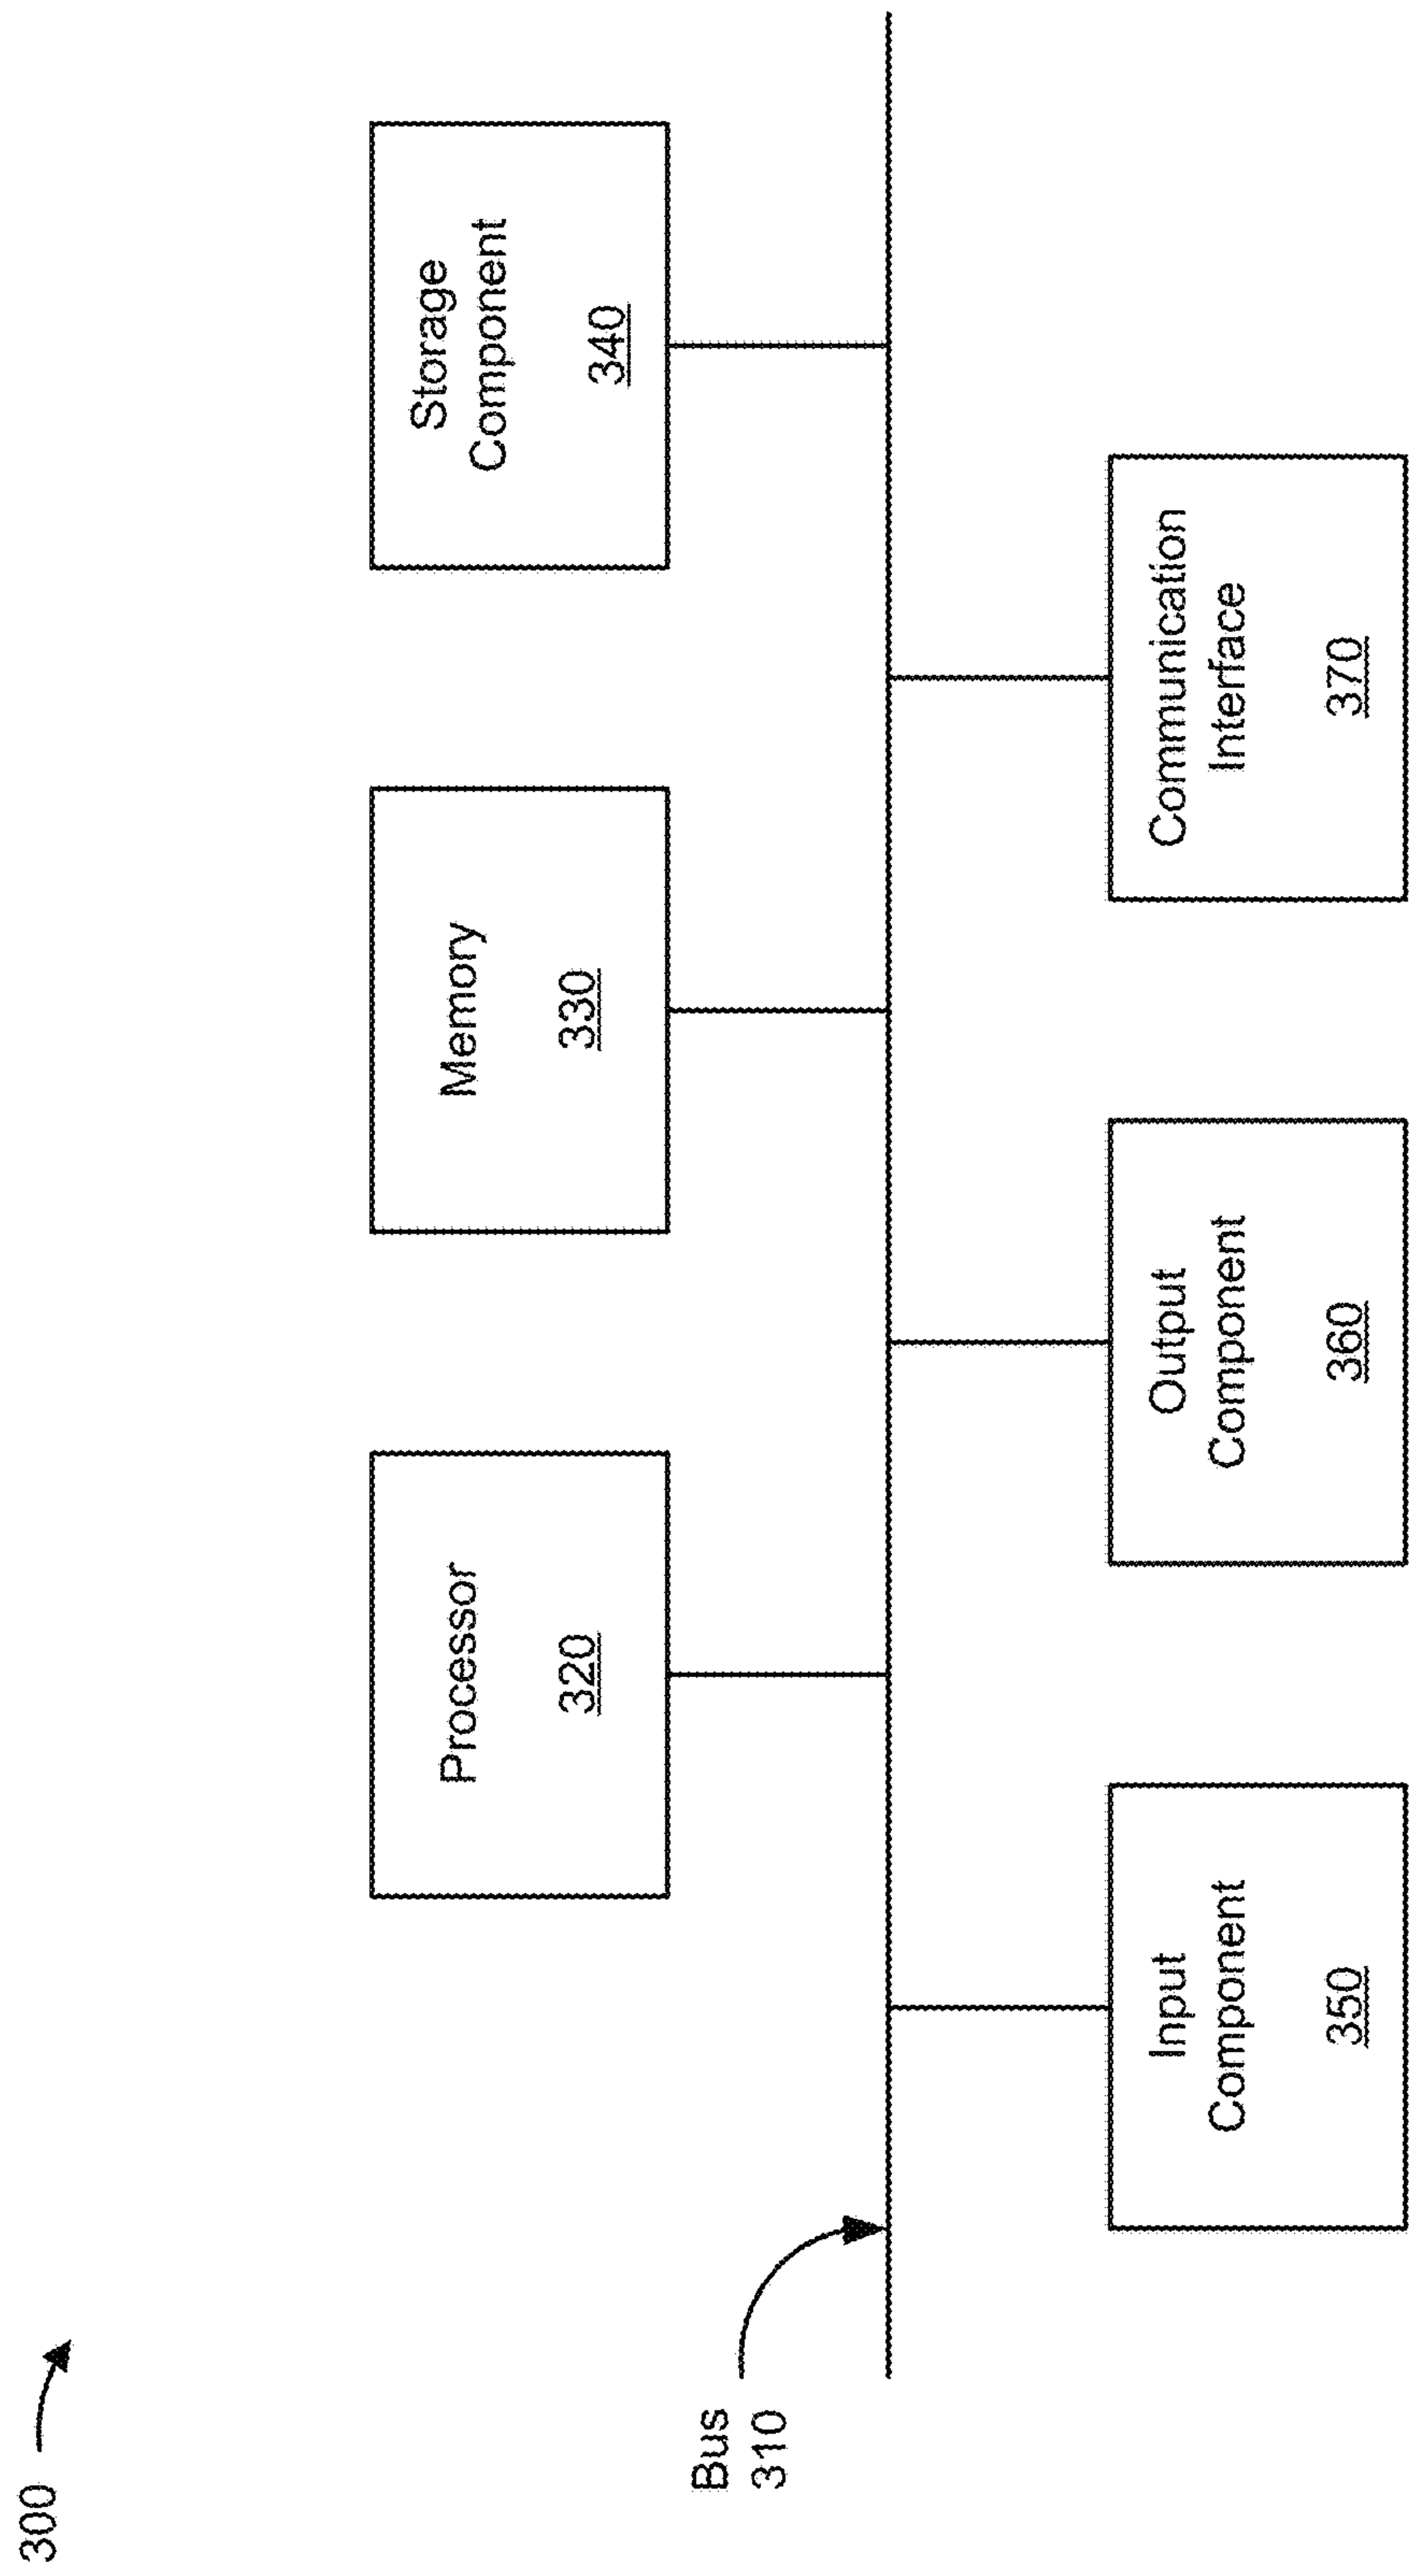 300
Bus
310
Processor
320
Memory
330
Storage
Component
340
Input
Component
350
Output
Component
360
Communication
Interface
370